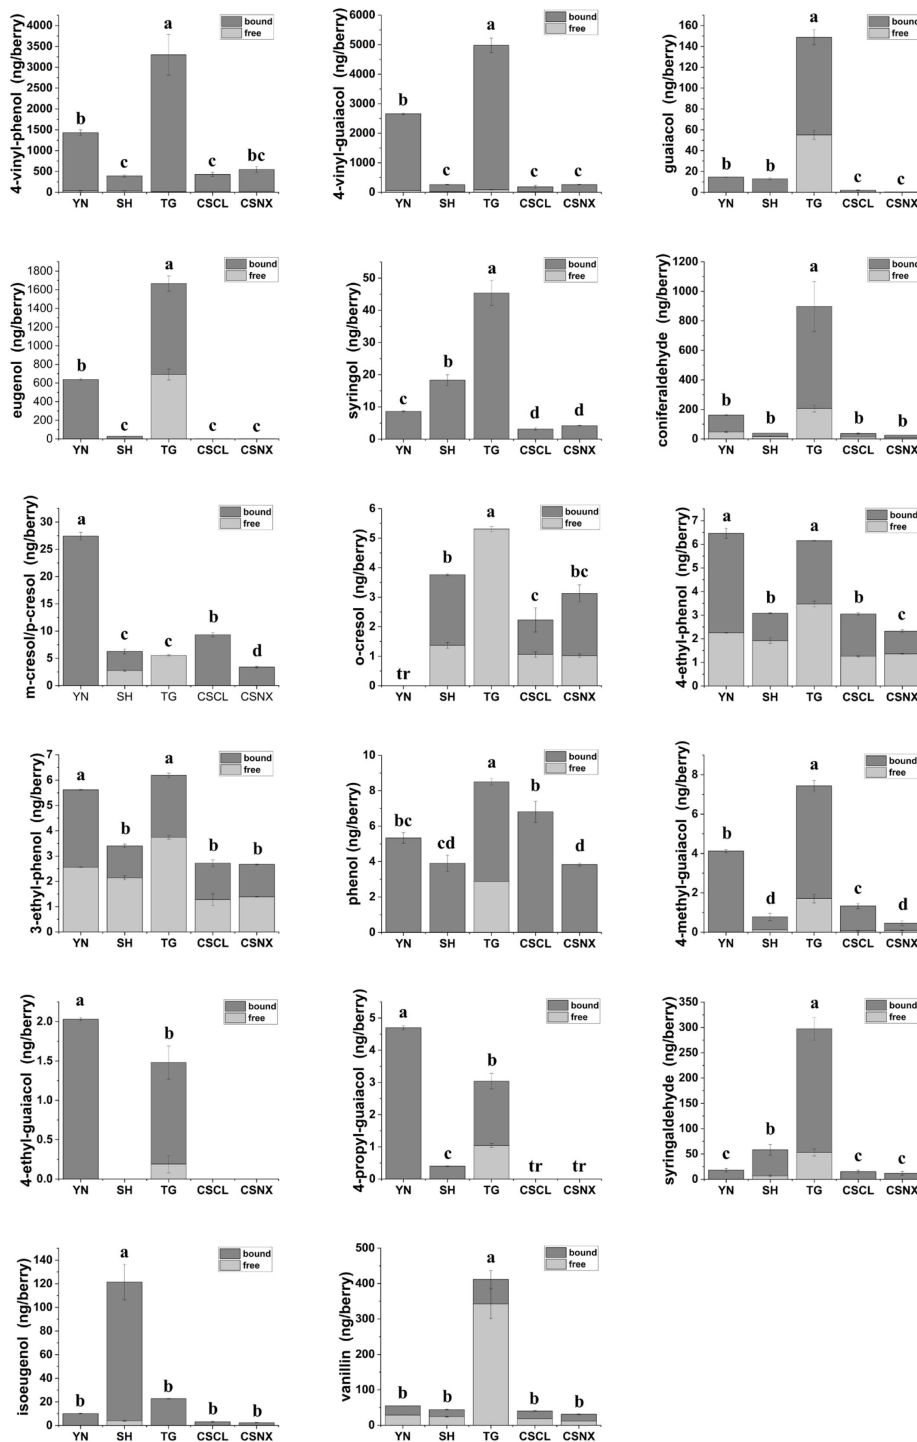 4-vinyl-phenol (ng/berry)
4000
3500
3000
2500
2000
1500
1000
500
0
b
c
a
c
bc
bound
free
YN SH TG CSCL CSNX
4-vinyl-guaiacol (ng/berry)
6000
5000
4000
3000
2000
1000
0
b
c
a
c
c
bound
free
YN SH TG CSCL CSNX
guaiacol (ng/berry)
160
140
120
100
80
60
40
20
0
b
b
a
c
c
bound
free
YN SH TG CSCL CSNX
eugenol (ng/berry)
1800
1600
1400
1200
1000
800
600
400
200
0
b
c
a
c
c
bound
free
YN SH TG CSCL CSNX
syringol (ng/berry)
50
40
30
20
10
0
c
b
a
d
d
bound
free
YN SH TG CSCL CSNX
coniferaldehyde (ng/berry)
1200
1000
800
600
400
200
0
b
b
a
b
b
bound
free
YN SH TG CSCL CSNX
m-cresol/p-cresol (ng/berry)
30
25
20
15
10
5
0
a
c
c
b
d
bound
free
YN SH TG CSCL CSNX
o-cresol (ng/berry)
6
5
4
3
2
1
0
tr
b
a
c
bc
bound
free
YN SH TG CSCL CSNX
4-ethyl-phenol (ng/berry)
7
6
5
4
3
2
1
0
a
b
a
b
b
bound
free
YN SH TG CSCL CSNX
3-ethyl-phenol (ng/berry)
7
6
5
4
3
2
1
0
a
b
a
b
b
bound
free
YN SH TG CSCL CSNX
phenol (ng/berry)
10
8
6
4
2
0
bc
cd
a
b
d
bound
free
YN SH TG CSCL CSNX
4-methyl-guaiacol (ng/berry)
8
6
4
2
0
b
d
a
c
d
bound
free
YN SH TG CSCL CSNX
4-ethyl-guaiacol (ng/berry)
2.0
1.5
1.0
0.5
0.0
a
b
bound
free
YN SH TG CSCL CSNX
4-propyl-guaiacol (ng/berry)
5
4
3
2
1
0
a
c
b
tr
tr
bound
free
YN SH TG CSCL CSNX
syringaldehyde (ng/berry)
350
300
250
200
150
100
50
0
c
b
a
c
c
bound
free
YN SH TG CSCL CSNX
isoeugenol (ng/berry)
140
120
100
80
60
40
20
0
b
a
b
b
b
bound
free
YN SH TG CSCL CSNX
vanillin (ng/berry)
500
400
300
200
100
0
b
b
a
b
b
bound
free
YN SH TG CSCL CSNX